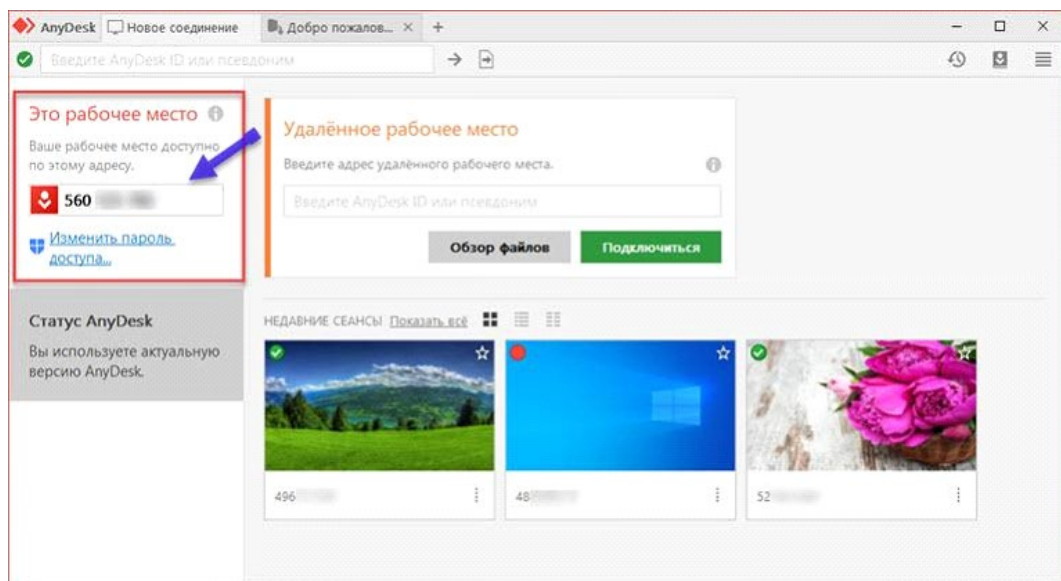 AnyDesk
Новое соединение
Добро пожалов...
Введите AnyDesk ID или псевдоним
Это рабочее место
Ваше рабочее место доступно
по этому адресу.
560
Изменить пароль
доступа...
Статус AnyDesk
Вы используете актуальную
версию AnyDesk.
Удалённое рабочее место
Введите адрес удалённого рабочего места.
Введите AnyDesk ID или псевдоним
Обзор файлов
Подключиться
НЕДАВНИЕ СЕАНСЫ Показать всё
496
48
52